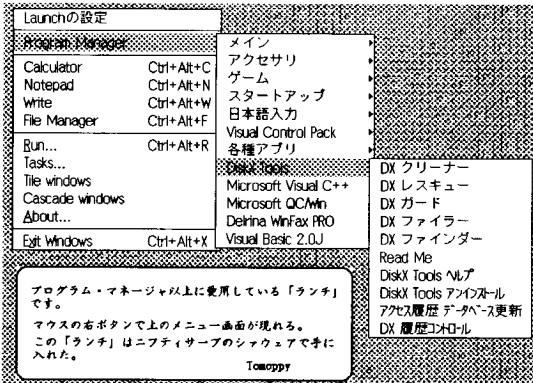 Launchの設定
Program Manager
Calculator Ctrl+Alt+C
Notepad Ctrl+Alt+N
Write Ctrl+Alt+W
File Manager Ctrl+Alt+F
Run... Ctrl+Alt+R
Tasks...
Tile windows
Cascade windows
About...
Exit Windows Ctrl+Alt+X
メイン
アクセサリ
ゲーム
スタートアップ
日本語入力
Visual Control Pack
各種アプリ
DiskX Tools
Microsoft Visual C++
Microsoft QC/Win
Delrina WinFax PRO
Visual Basic 2.0J
DX クリーナー
DX レスキュー
DX ガード
DX ファイラー
DX ファインダー
Read Me
DiskX Tools ヘルプ
DiskX Tools アンインストール
アクセス履歴 データベース更新
DX 履歴コントロール
プログラム・マネージャ以上に愛用している「ランチ」
です。
マウスの右ボタンで上のメニュー画面が現れる。
この「ランチ」はニフティサーブのシャウェアで手に
入れた。
Tomoppy